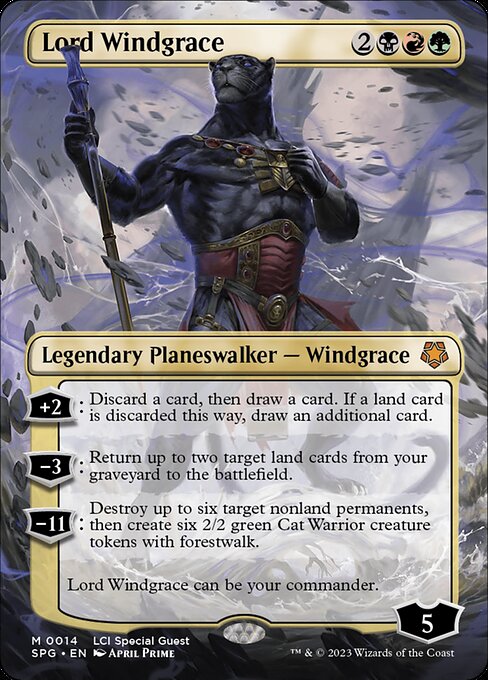 Lord Windgrace 2
Legendary Planeswalker — Windgrace
+2 : Discard a card, then draw a card. If a land card
is discarded this way, draw an additional card.
−3 : Return up to two target land cards from your
graveyard to the battlefield.
−11 : Destroy up to six target nonland permanents,
then create six 2/2 green Cat Warrior creature
tokens with forestwalk.
Lord Windgrace can be your commander.
5
M 0014 LCI Special Guest
SPG • EN April Prime ™ & © 2023 Wizards of the Coast